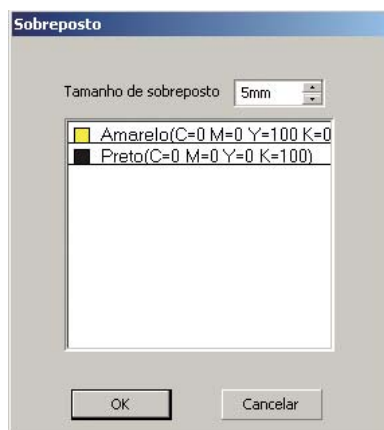 Sobreposto
Tamanho de sobreposto 5mm
Amarelo(C=0 M=0 Y=100 K=0
Preto(C=0 M=0 Y=0 K=100)
OK Cancelar